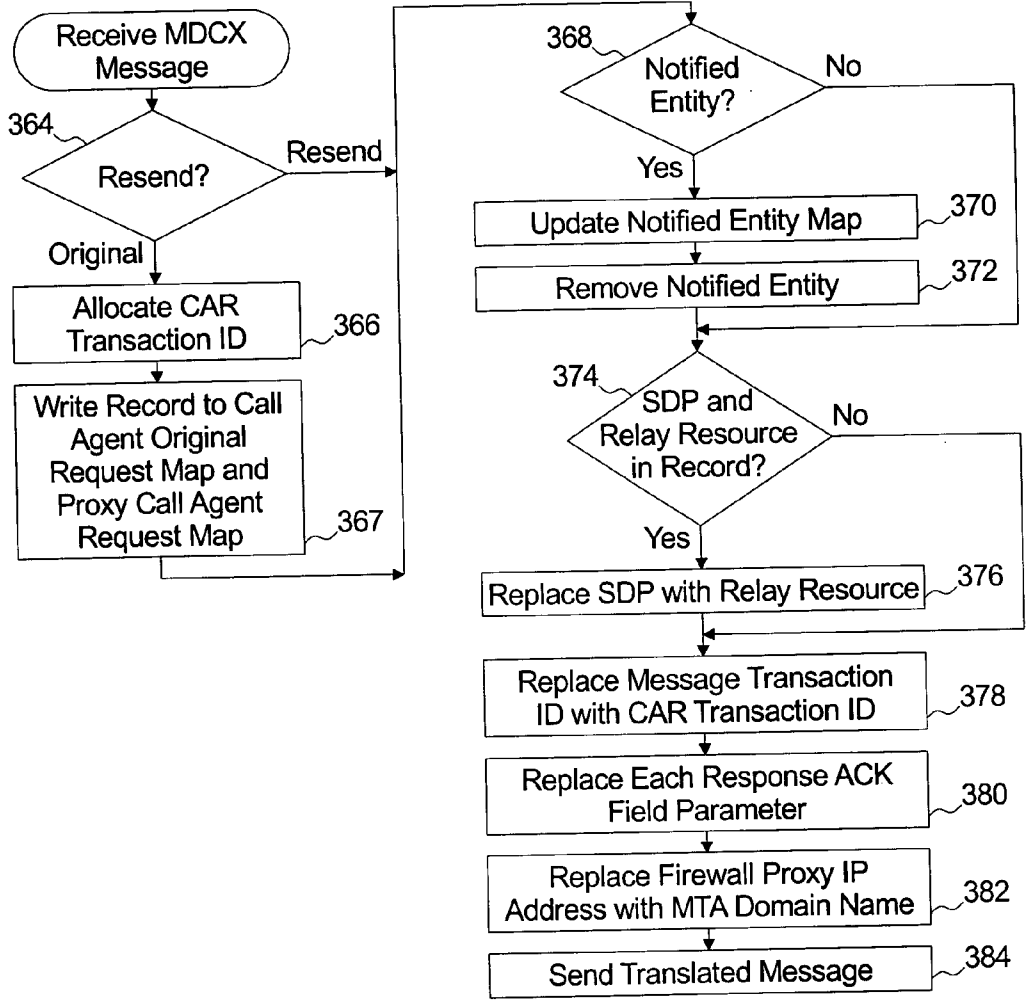 Receive MDCX
Message
364
Resend?
Resend
Original
Allocate CAR
Transaction ID
366
Write Record to Call
Agent Original
Request Map and
Proxy Call Agent
Request Map
367
368
Notified
Entity?
No
Yes
Update Notified Entity Map
370
Remove Notified Entity
372
374
SDP and
Relay Resource
in Record?
No
Yes
Replace SDP with Relay Resource
376
Replace Message Transaction
ID with CAR Transaction ID
378
Replace Each Response ACK
Field Parameter
380
Replace Firewall Proxy IP
Address with MTA Domain Name
382
Send Translated Message
384